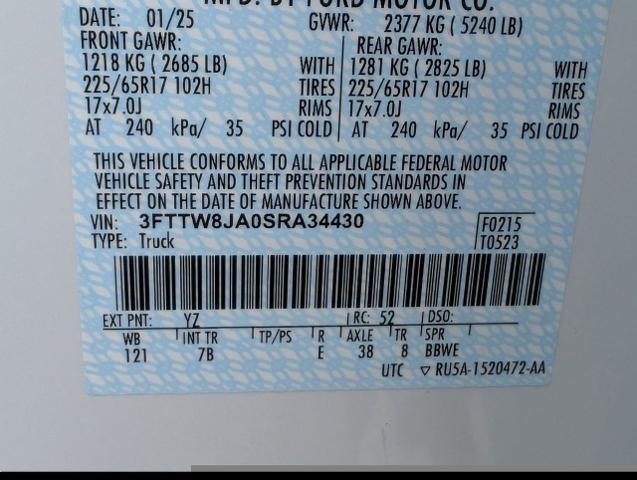 MFD. BY FORD MOTOR CO.
DATE: 01/25 GVWR: 2377 KG ( 5240 LB)
FRONT GAWR: REAR GAWR:
1218 KG ( 2685 LB) WITH 1281 KG ( 2825 LB) WITH
225/65R17 102H TIRES 225/65R17 102H TIRES
17x7.0J RIMS 17x7.0J RIMS
AT 240 kPa/ 35 PSI COLD AT 240 kPa/ 35 PSI COLD
THIS VEHICLE CONFORMS TO ALL APPLICABLE FEDERAL MOTOR
VEHICLE SAFETY AND THEFT PREVENTION STANDARDS IN
EFFECT ON THE DATE OF MANUFACTURE SHOWN ABOVE.
VIN: 3FTTW8JA0SRA34430 F0215
TYPE: Truck T0523
EXT PNT: YZ RC: 52 DSO:
WB INT TR TP/PS R AXLE TR SPR
121 7B E 38 8 BBWE
UTC ▽ RU5A-1520472-AA